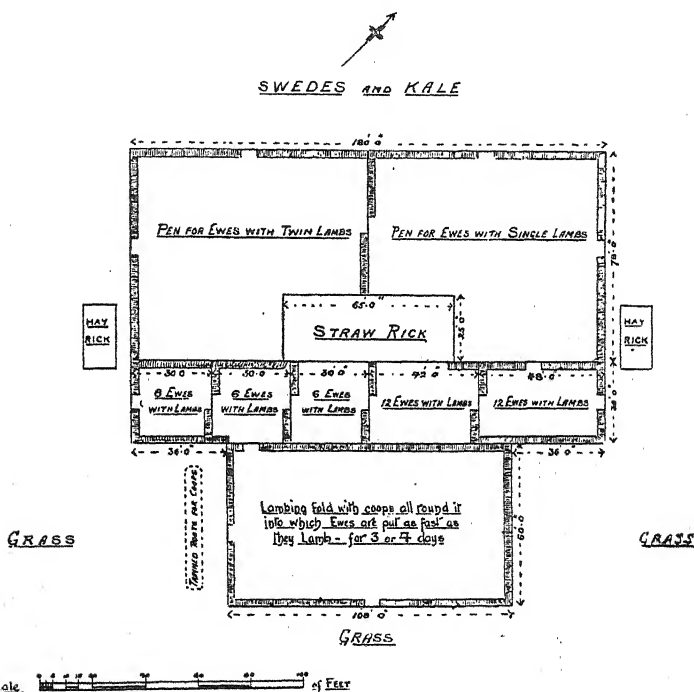 SWEDES AND KALE
180' 0"
PEN FOR EWES WITH TWIN LAMBS
PEN FOR EWES WITH SINGLE LAMBS
78.0"
65.0"
STRAW RICK
25.0"
HAY
RICK
HAY
RICK
30.0"
30.0"
30.0"
42.0"
48.0"
6 EWES
WITH LAMBS
6 EWES
WITH LAMBS
6 EWES
WITH LAMBS
12 EWES WITH LAMBS
12 EWES WITH LAMBS
36.0"
36.0"
Lambing Fold with coops all round it
into which Ewes are put as fast as
they Lamb - for 3 or 4 days
60.0"
GRASS
GRASS
108' 0"
GRASS
of FEET